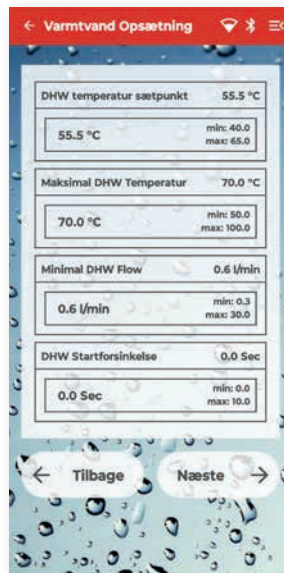 Varmtvand Opsætning
DHW temperatur sætpunkt 55.5 °C
55.5 °C
min: 40.0
max: 65.0
Maksimal DHW Temperatur 70.0 °C
70.0 °C
min: 50.0
max: 100.0
Minimal DHW Flow 0.6 l/min
0.6 l/min
min: 0.3
max: 30.0
DHW Startforsinkelse 0.0 Sec
0.0 Sec
min: 0.0
max: 10.0
Tilbage Næste